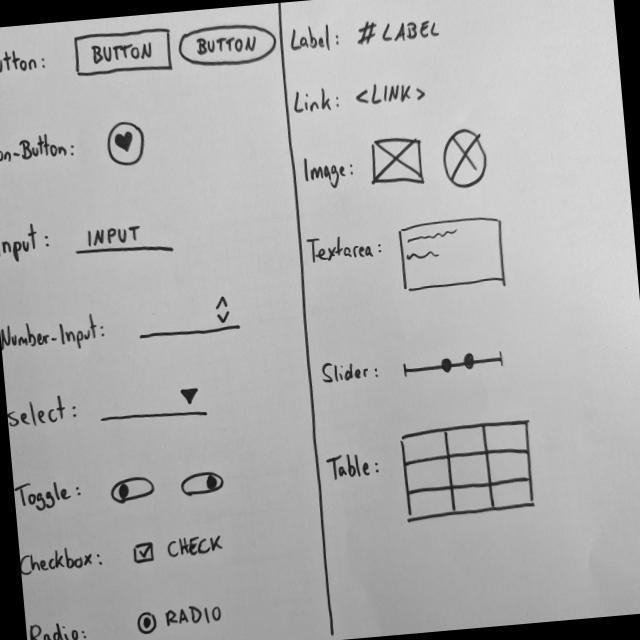 utton: BUTTON BUTTON
on-Button:
nput: INPUT
Number-Input:
Select:
Toggle:
Checkbox: CHECK
Radio: RADIO
Label: # LABEL
Link: <LINK>
Image:
Textarea:
Slider:
Table: